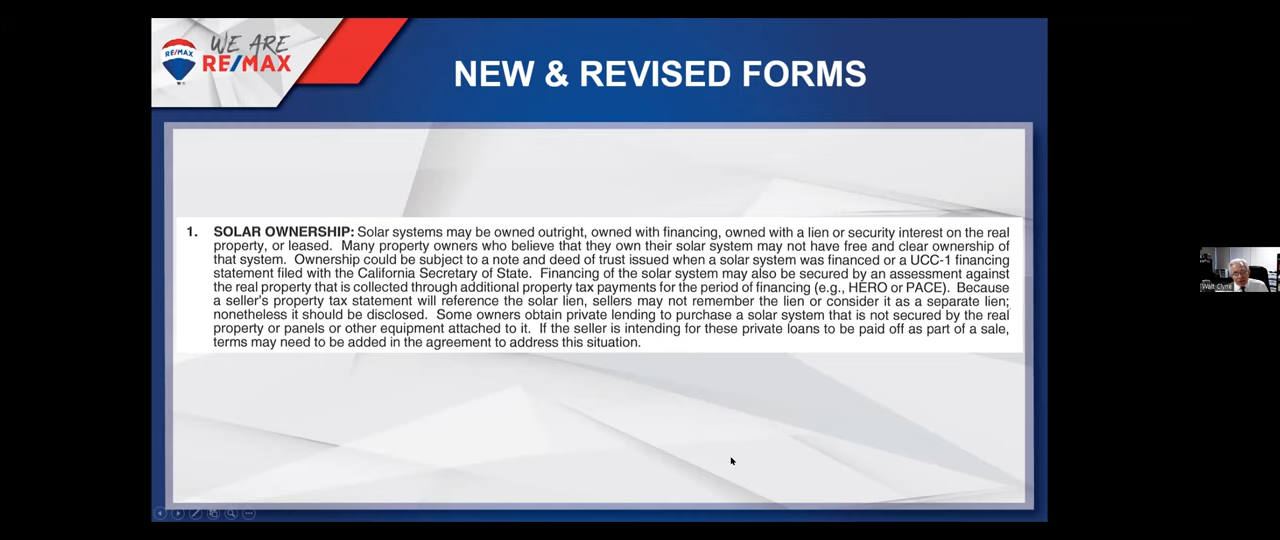 WE ARE
RE/MAX
RE/MAX
NEW & REVISED FORMS
1. SOLAR OWNERSHIP: Solar systems may be owned outright, owned with financing, owned with a lien or security interest on the real
property, or leased. Many property owners who believe that they own their solar system may not have free and clear ownership of
that system. Ownership could be subject to a note and deed of trust issued when a solar system was financed or a UCC-1 financing
statement filed with the California Secretary of State. Financing of the solar system may also be secured by an assessment against
the real property that is collected through additional property tax payments for the period of financing (e.g., HERO or PACE). Because
a seller's property tax statement will reference the solar lien, sellers may not remember the lien or consider it as a separate lien;
nonetheless it should be disclosed. Some owners obtain private lending to purchase a solar system that is not secured by the real
property or panels or other equipment attached to it. If the seller is intending for these private loans to be paid off as part of a sale,
terms may need to be added in the agreement to address this situation.
Walt Clyne